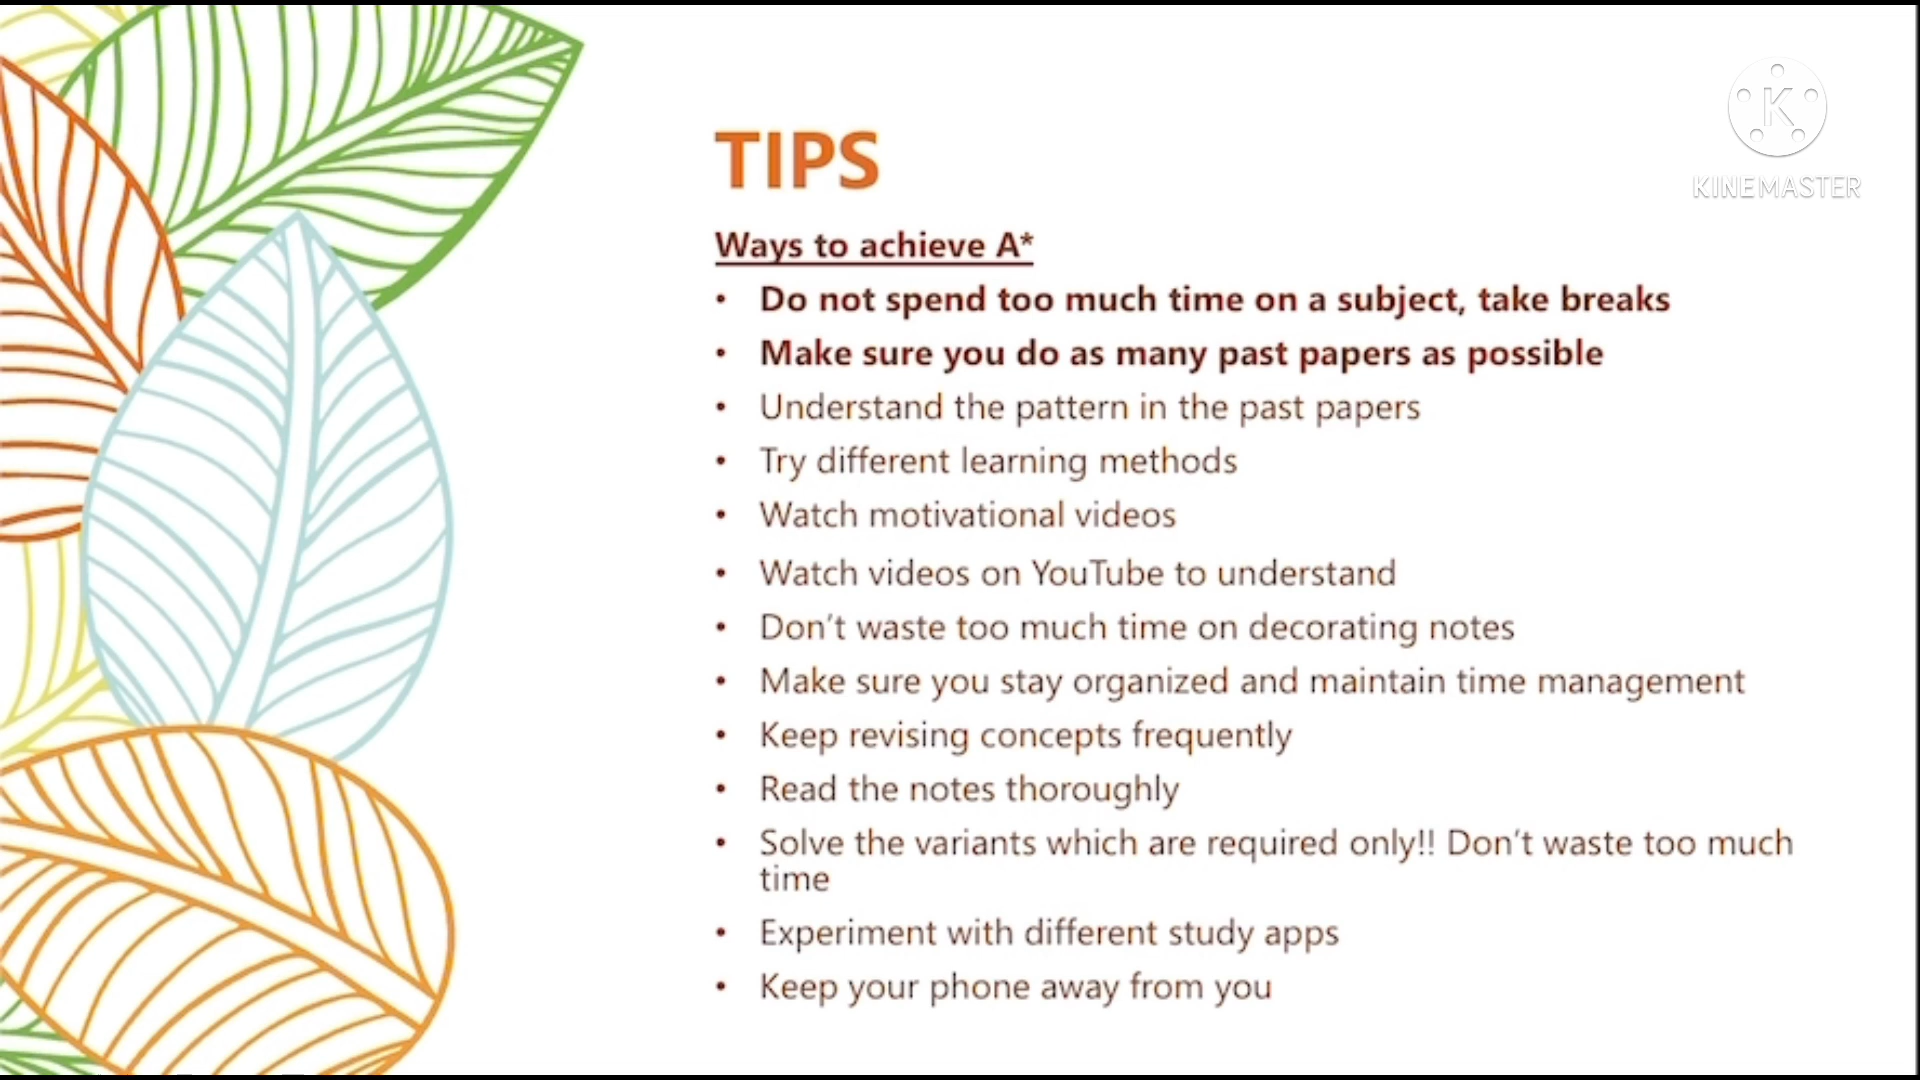 TIPS
K
KINEMASTER
Ways to achieve A*
• Do not spend too much time on a subject, take breaks
• Make sure you do as many past papers as possible
• Understand the pattern in the past papers
• Try different learning methods
• Watch motivational videos
• Watch videos on YouTube to understand
• Don't waste too much time on decorating notes
• Make sure you stay organized and maintain time management
• Keep revising concepts frequently
• Read the notes thoroughly
• Solve the variants which are required only!! Don't waste too much
time
• Experiment with different study apps
• Keep your phone away from you